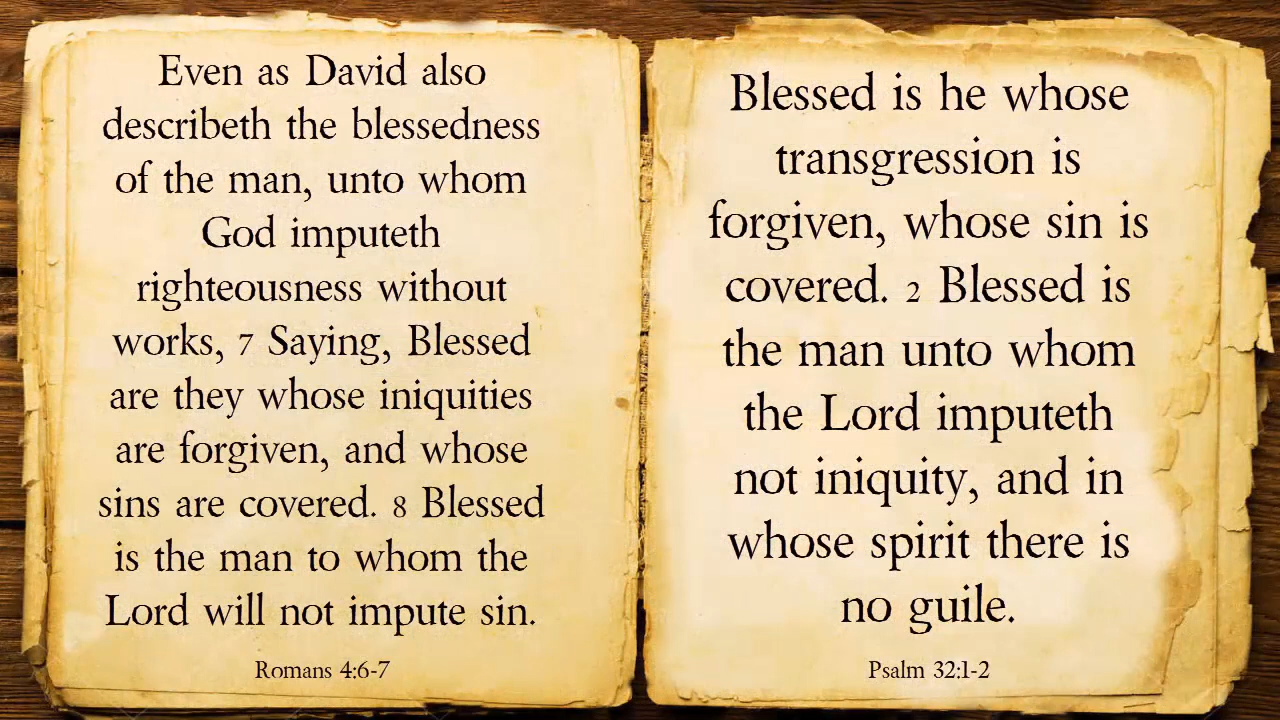 Even as David also
describeth the blessedness
of the man, unto whom
God imputeth
righteousness without
works, 7 Saying, Blessed
are they whose iniquities
are forgiven, and whose
sins are covered. 8 Blessed
is the man to whom the
Lord will not impute sin.
Romans 4:6-7
Blessed is he whose
transgression is
forgiven, whose sin is
covered. 2 Blessed is
the man unto whom
the Lord imputeth
not iniquity, and in
whose spirit there is
no guile.
Psalm 32:1-2